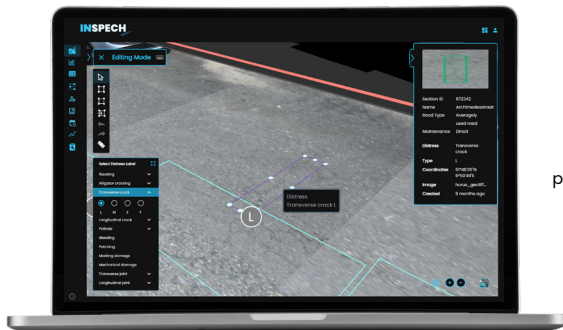 INSPECH
Editing Mode
Section ID 872242
Name Archimedesstraat
Road Type Averagely
used road
Maintenance Direct
Distress Transverse
crack
Type L
Coordinates
Image horus_geotiff...
Created 8 months ago
Select Distress Label
Raveling
Alligator cracking
Transverse crack
L M E F
Longitudinal crack
Pothole
Bleeding
Patching
Marking damage
Mechanical damage
Transverse joint
Longitudinal joint
Distress
Transverse crack L
L
p